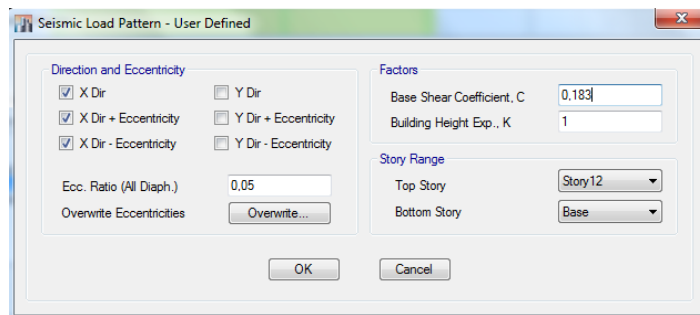 Seismic Load Pattern - User Defined
Direction and Eccentricity
X Dir
Y Dir
X Dir + Eccentricity
Y Dir + Eccentricity
X Dir - Eccentricity
Y Dir - Eccentricity
Ecc. Ratio (All Diaph.)
0,05
Overwrite Eccentricities
Overwrite...
Factors
Base Shear Coefficient, C
0,183
Building Height Exp., K
1
Story Range
Top Story
Story12
Bottom Story
Base
OK
Cancel